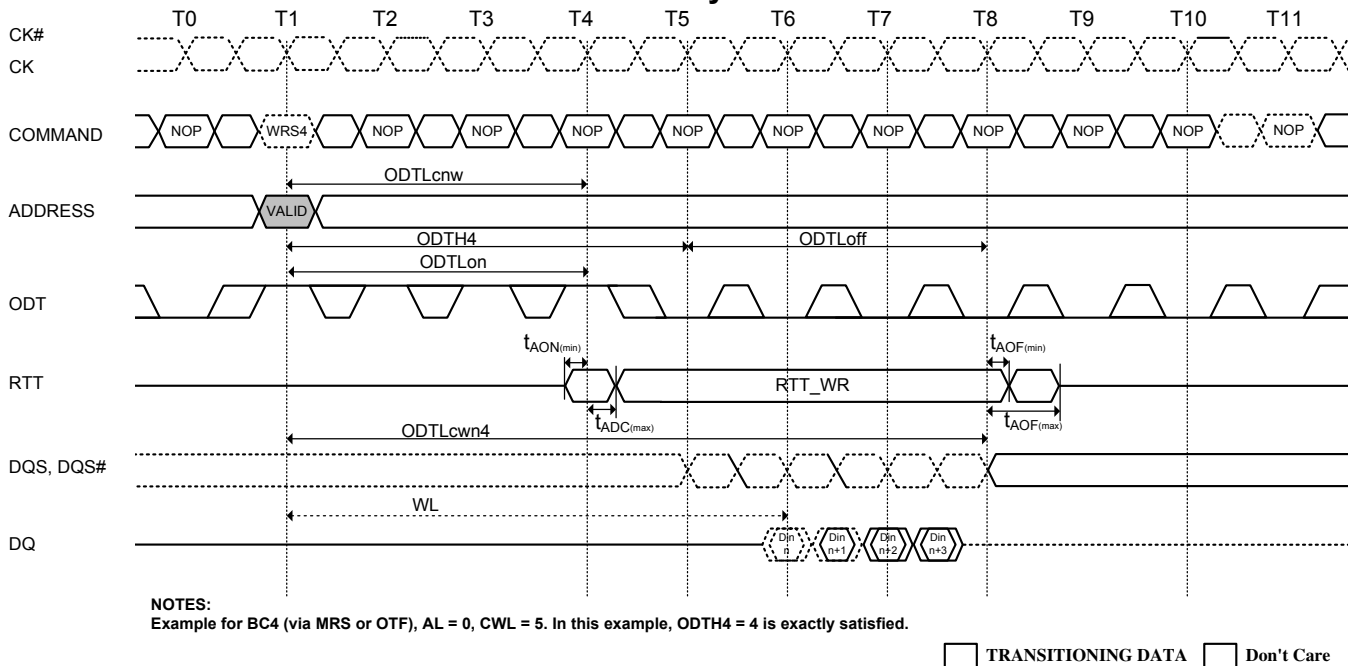 T0 T1 T2 T3 T4 T5 T6 T7 T8 T9 T10 T11
CK#
CK
COMMAND NOP WRS4 NOP NOP NOP NOP NOP NOP NOP NOP NOP NOP
ODTLcnw
ADDRESS VALID
ODTH4 ODTLoff
ODTLon
ODT
tAON(min) tAOF(min)
RTT RTT_WR
tADC(max) tAOF(max)
ODTLcwn4
DQS, DQS#
WL
DQ Din n Din n+1 Din n+2 Din n+3
NOTES:
Example for BC4 (via MRS or OTF), AL = 0, CWL = 5. In this example, ODTH4 = 4 is exactly satisfied.
TRANSITIONING DATA Don't Care